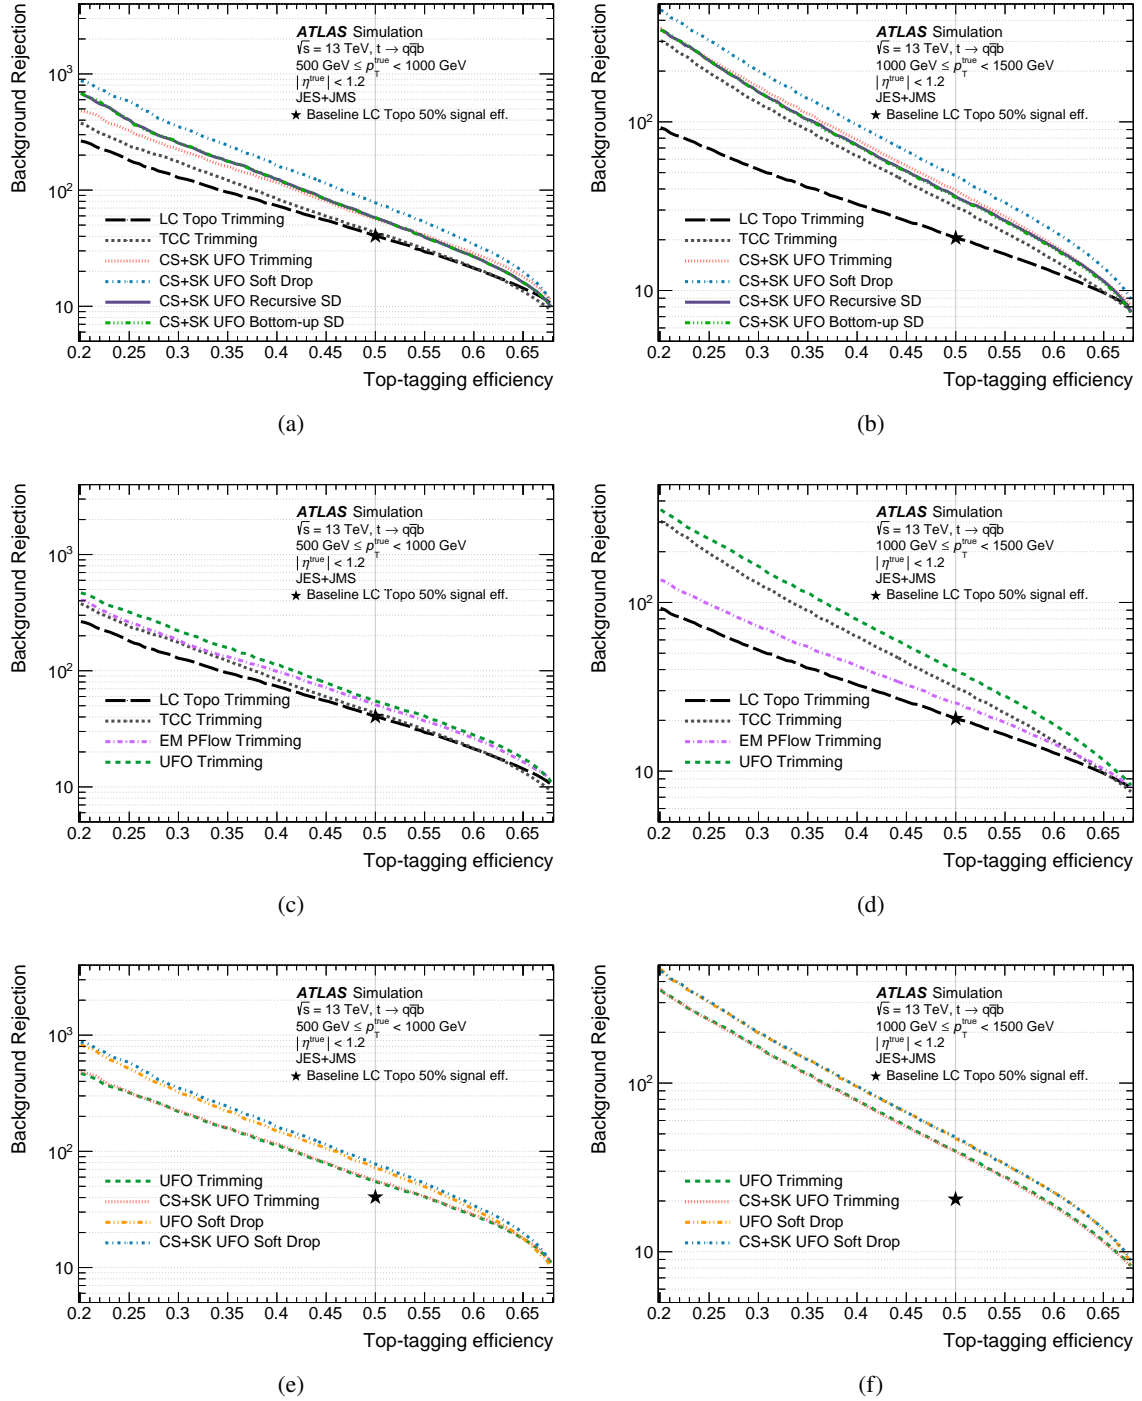 Background Rejection
10³
10²
10
ATLAS Simulation
√s = 13 TeV, t → qq̅b
500 GeV ≤ p_T^true < 1000 GeV
|η^true| < 1.2
JES+JMS
★ Baseline LC Topo 50% signal eff.
LC Topo Trimming
TCC Trimming
CS+SK UFO Trimming
CS+SK UFO Soft Drop
CS+SK UFO Recursive SD
CS+SK UFO Bottom-up SD
0.2 0.25 0.3 0.35 0.4 0.45 0.5 0.55 0.6 0.65
Top-tagging efficiency
(a)
Background Rejection
10²
10
ATLAS Simulation
√s = 13 TeV, t → qq̅b
1000 GeV ≤ p_T^true < 1500 GeV
|η^true| < 1.2
JES+JMS
★ Baseline LC Topo 50% signal eff.
LC Topo Trimming
TCC Trimming
CS+SK UFO Trimming
CS+SK UFO Soft Drop
CS+SK UFO Recursive SD
CS+SK UFO Bottom-up SD
0.2 0.25 0.3 0.35 0.4 0.45 0.5 0.55 0.6 0.65
Top-tagging efficiency
(b)
Background Rejection
10³
10²
10
ATLAS Simulation
√s = 13 TeV, t → qq̅b
500 GeV ≤ p_T^true < 1000 GeV
|η^true| < 1.2
JES+JMS
★ Baseline LC Topo 50% signal eff.
LC Topo Trimming
TCC Trimming
EM PFlow Trimming
UFO Trimming
0.2 0.25 0.3 0.35 0.4 0.45 0.5 0.55 0.6 0.65
Top-tagging efficiency
(c)
Background Rejection
10²
10
ATLAS Simulation
√s = 13 TeV, t → qq̅b
1000 GeV ≤ p_T^true < 1500 GeV
|η^true| < 1.2
JES+JMS
★ Baseline LC Topo 50% signal eff.
LC Topo Trimming
TCC Trimming
EM PFlow Trimming
UFO Trimming
0.2 0.25 0.3 0.35 0.4 0.45 0.5 0.55 0.6 0.65
Top-tagging efficiency
(d)
Background Rejection
10³
10²
10
ATLAS Simulation
√s = 13 TeV, t → qq̅b
500 GeV ≤ p_T^true < 1000 GeV
|η^true| < 1.2
JES+JMS
★ Baseline LC Topo 50% signal eff.
UFO Trimming
CS+SK UFO Trimming
UFO Soft Drop
CS+SK UFO Soft Drop
0.2 0.25 0.3 0.35 0.4 0.45 0.5 0.55 0.6 0.65
Top-tagging efficiency
(e)
Background Rejection
10²
10
ATLAS Simulation
√s = 13 TeV, t → qq̅b
1000 GeV ≤ p_T^true < 1500 GeV
|η^true| < 1.2
JES+JMS
★ Baseline LC Topo 50% signal eff.
UFO Trimming
CS+SK UFO Trimming
UFO Soft Drop
CS+SK UFO Soft Drop
0.2 0.25 0.3 0.35 0.4 0.45 0.5 0.55 0.6 0.65
Top-tagging efficiency
(f)